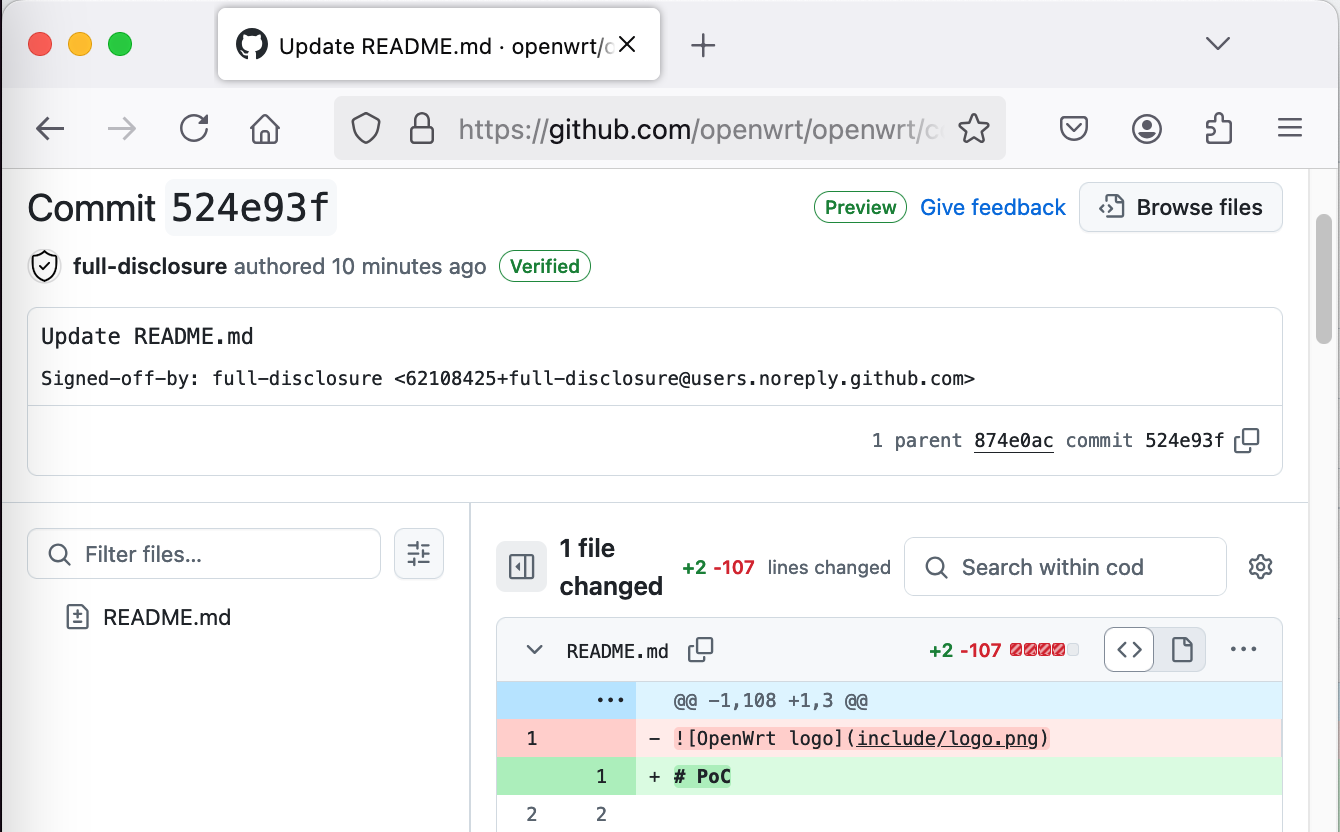 Update README.md · openwrt/
https://github.com/openwrt/openwrt/c
Commit 524e93f
Preview
Give feedback
Browse files
full-disclosure authored 10 minutes ago
Verified
Update README.md
Signed-off-by: full-disclosure <62108425+full-disclosure@users.noreply.github.com>
1 parent 874e0ac commit 524e93f
Filter files...
README.md
1 file
changed
+2 -107 lines changed
Search within cod
README.md
+2 -107
@@ -1,108 +1,3 @@
1 - ![OpenWrt logo](include/logo.png)
1 + # PoC
2 2